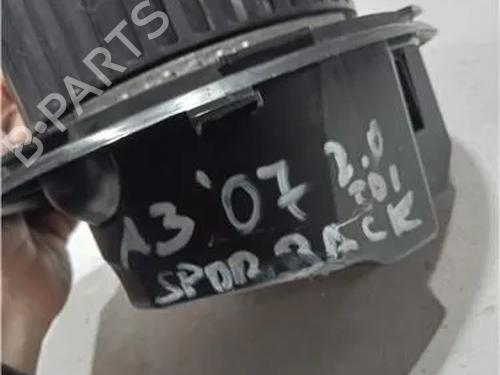 B-PARTS
A3 '07 2.0
TDI
SPORBACK